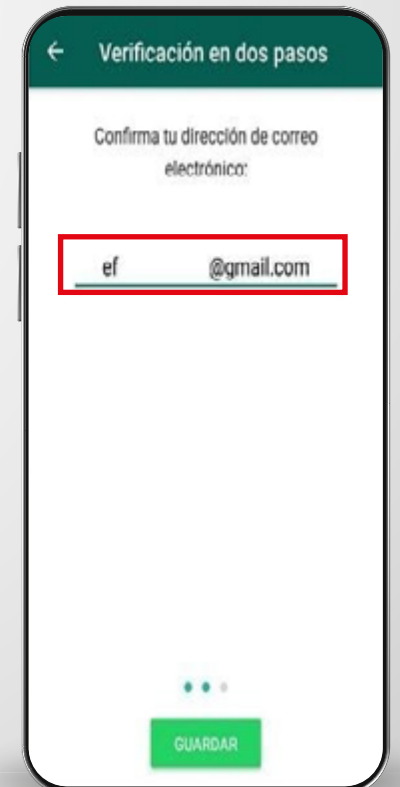 Verificación en dos pasos
Confirma tu dirección de correo
electrónico:
ef @gmail.com
GUARDAR